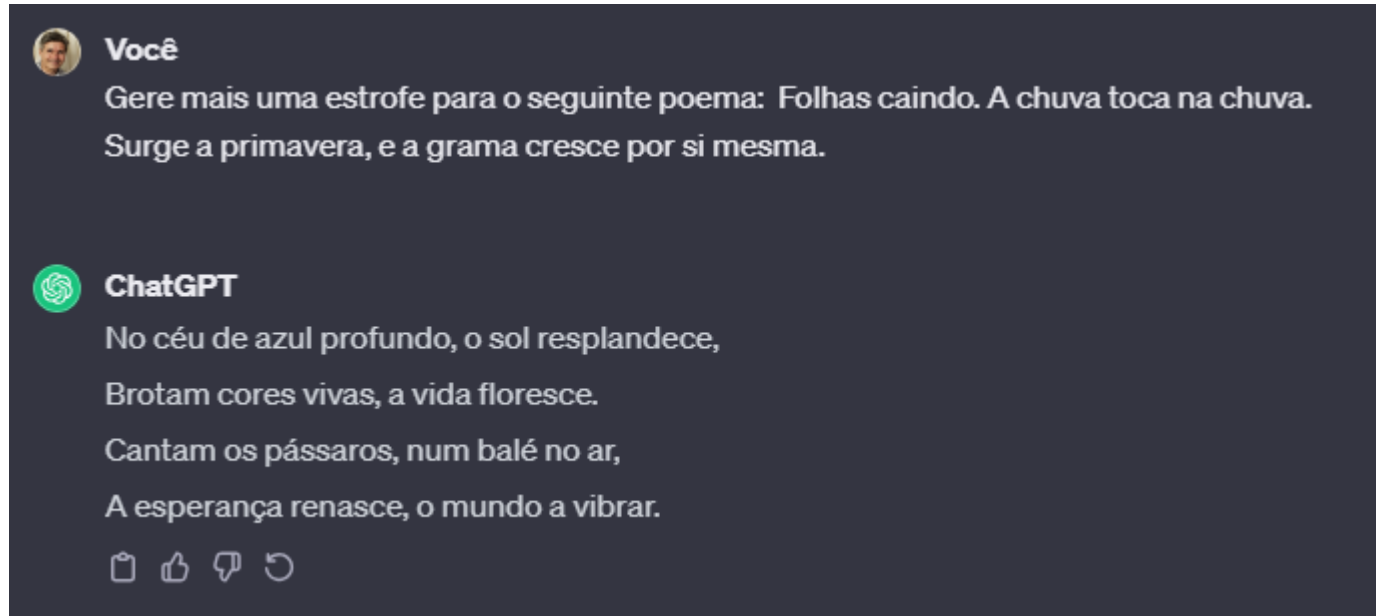 Você
Gere mais uma estrofe para o seguinte poema:  Folhas caindo. A chuva toca na chuva.
Surge a primavera, e a grama cresce por si mesma.
ChatGPT
No céu de azul profundo, o sol resplandece,
Brotam cores vivas, a vida floresce.
Cantam os pássaros, num balé no ar,
A esperança renasce, o mundo a vibrar.